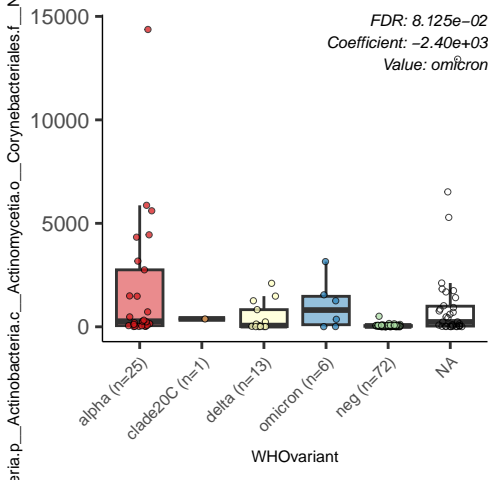 eria.p__Actinobacteria.c__Actinomycetia.o__Corynebacteriales.f__N
15000
10000
5000
0
FDR: 8.125e−02
Coefficient: −2.40e+03
Value: omicron
alpha (n=25)
clade20C (n=1)
delta (n=13)
omicron (n=6)
neg (n=72)
NA
WHOvariant